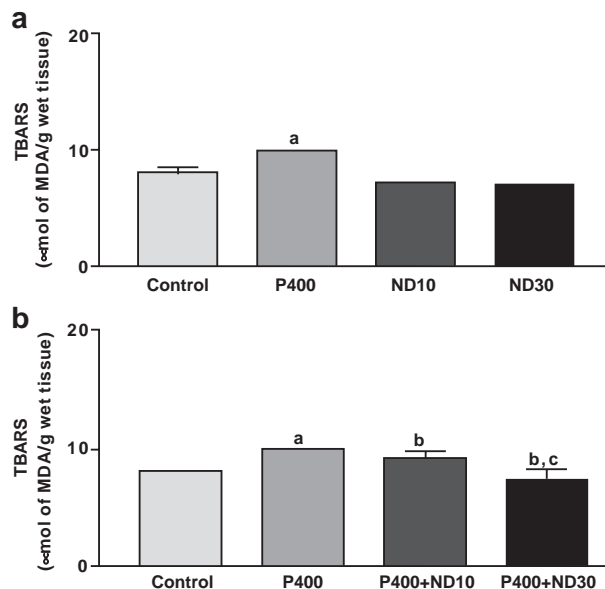 a
20
10
0
TBARS
(∝mol of MDA/g wet tissue)
a
Control P400 ND10 ND30
b
20
10
0
TBARS
(∝mol of MDA/g wet tissue)
a
b
b,c
Control P400 P400+ND10 P400+ND30